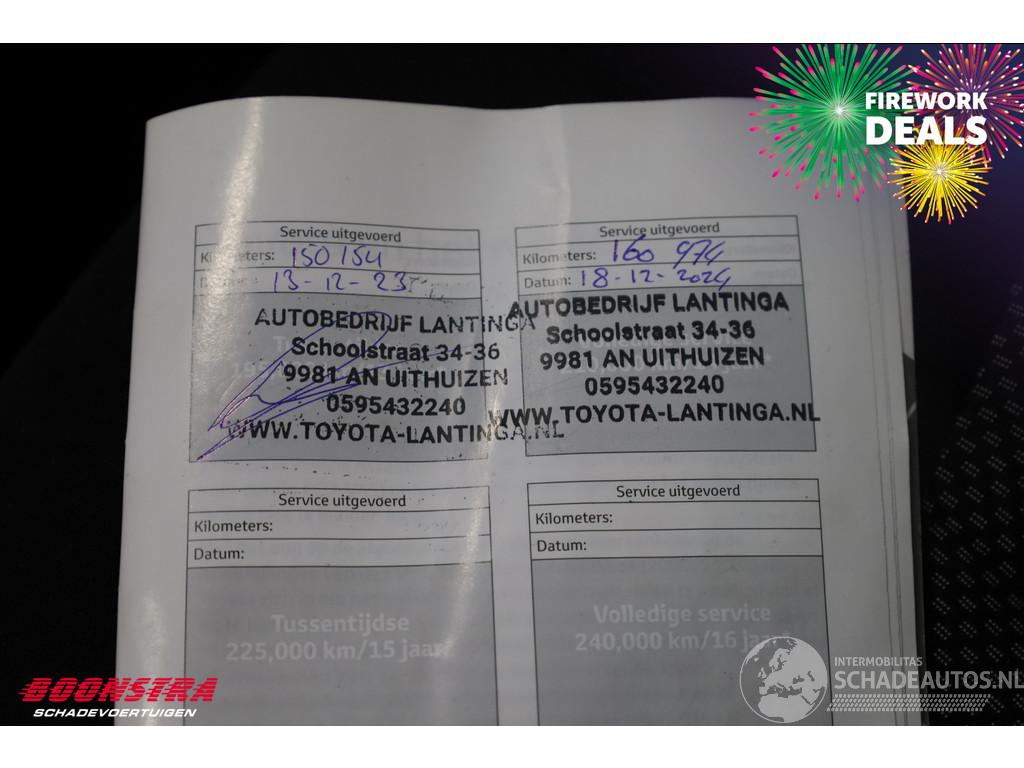 FIREWORK
DEALS
Service uitgevoerd
Kilometers: 150 154
13-12-23
AUTOBEDRIJF LANTINGA
Schoolstraat 34-36
9981 AN UITHUIZEN
0595432240
WWW.TOYOTA-LANTINGA.NL
Service uitgevoerd
Kilometers: 160 974
Datum: 18-12-2024
AUTOBEDRIJF LANTINGA
Schoolstraat 34-36
9981 AN UITHUIZEN
0595432240
WWW.TOYOTA-LANTINGA.NL
Service uitgevoerd
Kilometers:
Datum:
Tussentijdse
225,000 km/15 jaar
Service uitgevoerd
Kilometers:
Datum:
Volledige service
240,000 km/16 jaar
BOONSTRA
SCHADEVOERTUIGEN
INTERMOBILITAS
SCHADEAUTOS.NL